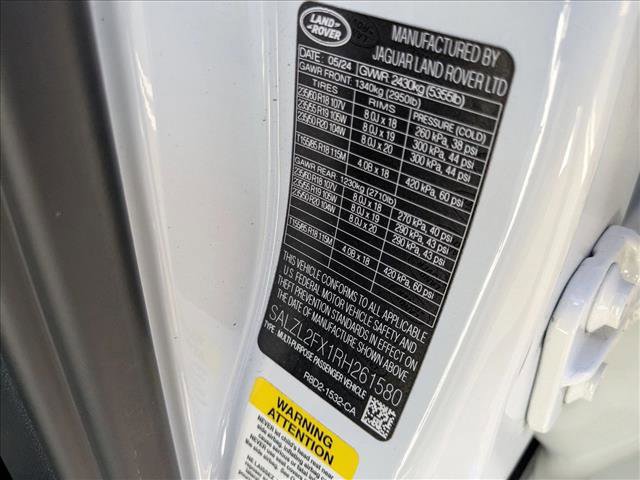 LAND
ROVER
MANUFACTURED BY
JAGUAR LAND ROVER LTD
DATE: 05/24 GVWR: 2430kg (5355lb)
GAWR FRONT: 1340kg (2950lb)
TIRES RIMS PRESSURE (COLD)
235/60 R18 107V 8.0J x 18 260 kPa, 38 psi
235/55 R19 105W 8.0J x 19 300 kPa, 44 psi
235/50 R20 104W 8.0J x 20 300 kPa, 44 psi
T155/85 R18 115M 4.0B x 18 420 kPa, 60 psi
GAWR REAR: 1230kg (2710lb)
235/60 R18 107V 8.0J x 18 270 kPa, 40 psi
235/55 R19 105W 8.0J x 19 290 kPa, 43 psi
235/50 R20 104W 8.0J x 20 290 kPa, 43 psi
T155/85 R18 115M 4.0B x 18 420 kPa, 60 psi
THIS VEHICLE CONFORMS TO ALL APPLICABLE
U.S. FEDERAL MOTOR VEHICLE SAFETY AND
THEFT PREVENTION STANDARDS IN EFFECT ON
THE DATE OF MANUFACTURE SHOWN ABOVE.
SALZL2FX1RH261580
TYPE: MULTI-PURPOSE PASSENGER VEHICLE
R8D2-1532-CA
WARNING
ATTENTION
NEVER